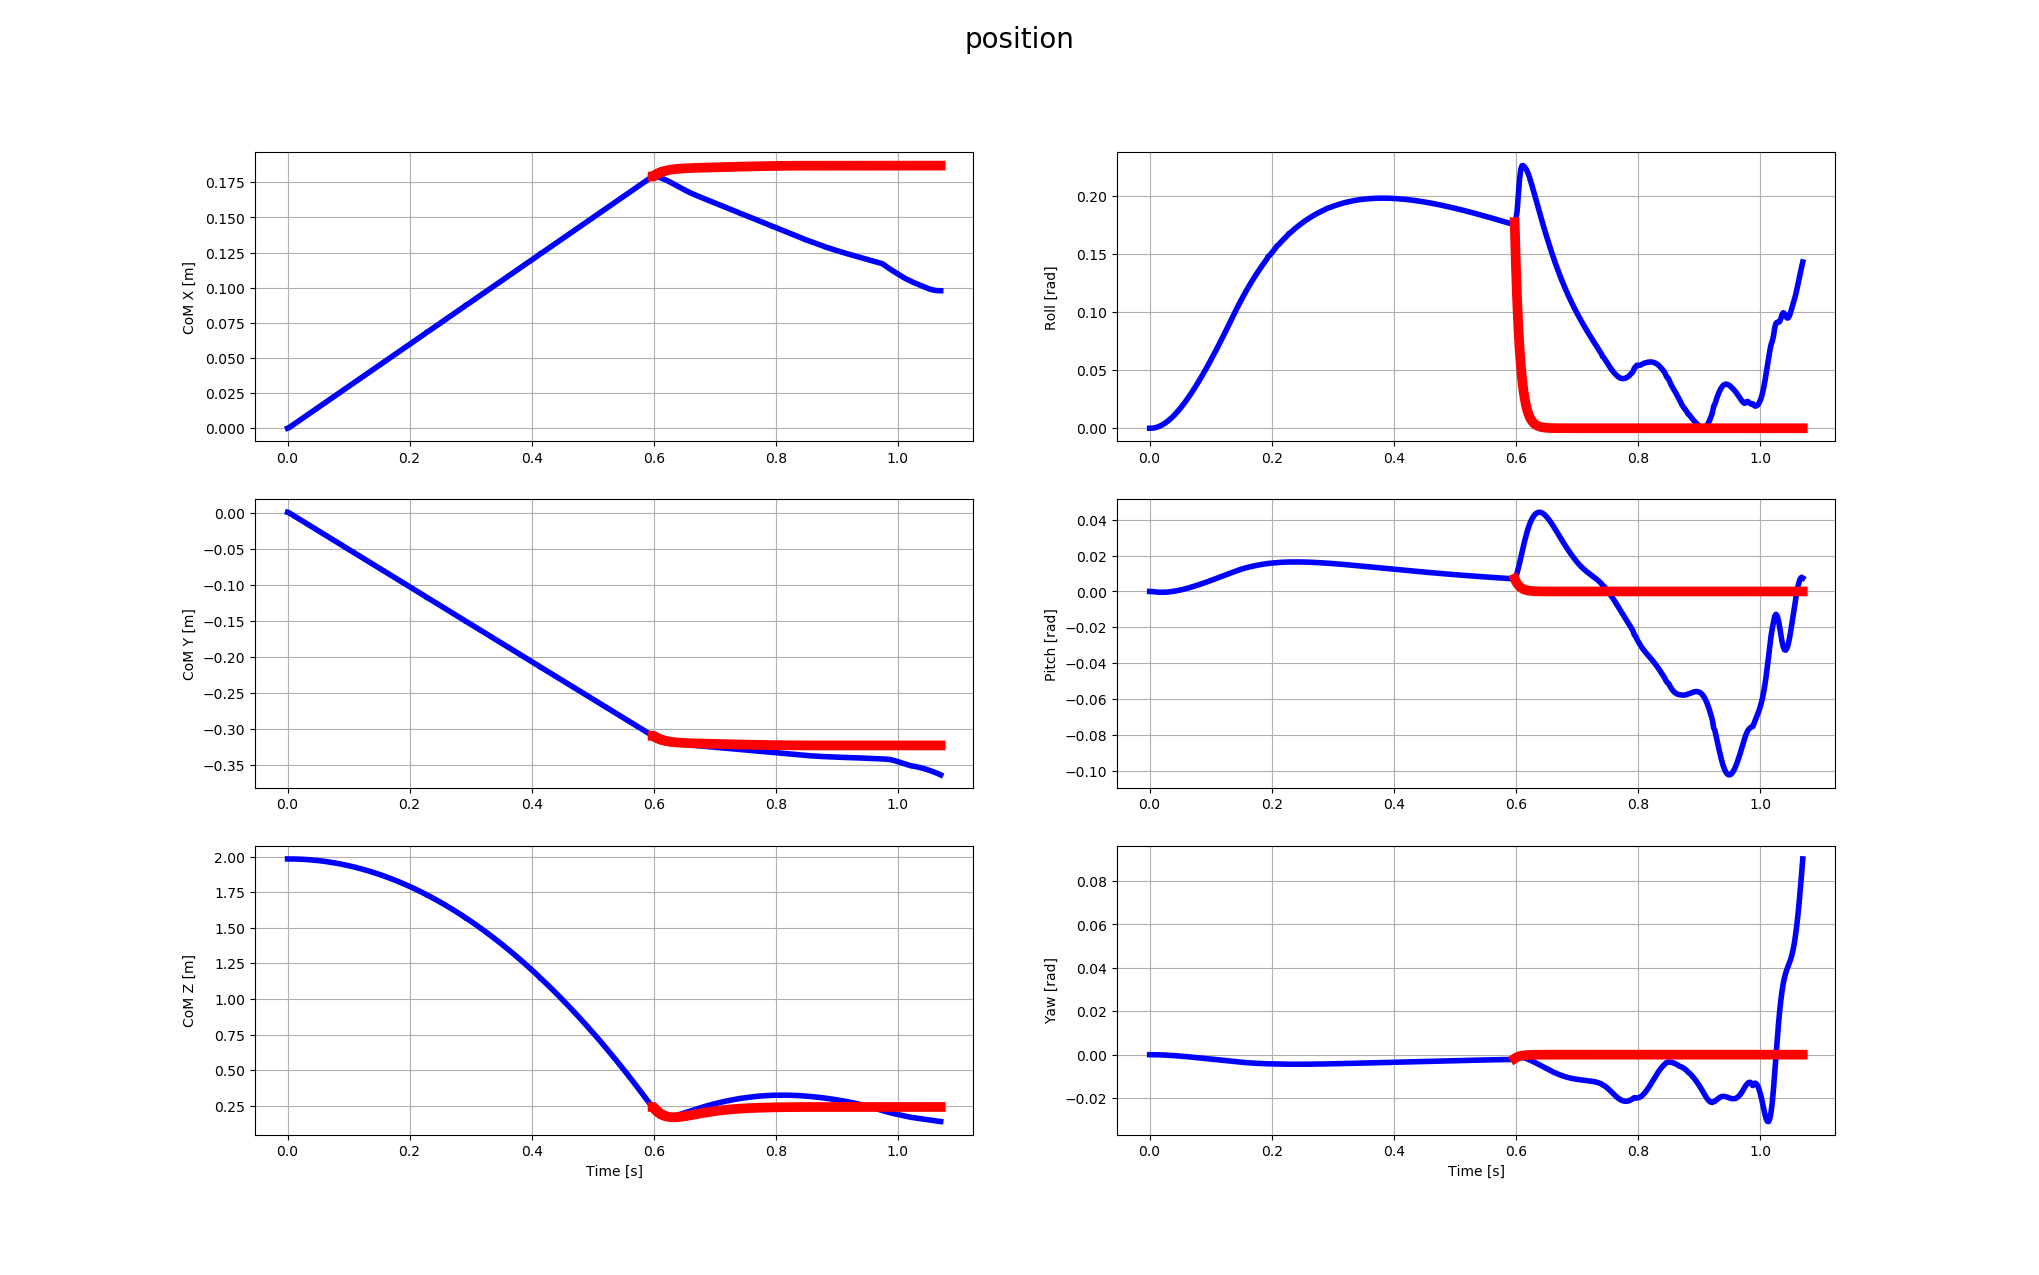 position
CoM X [m]
0.175
0.150
0.125
0.100
0.075
0.050
0.025
0.000
0.0 0.2 0.4 0.6 0.8 1.0
Roll [rad]
0.20
0.15
0.10
0.05
0.00
0.0 0.2 0.4 0.6 0.8 1.0
CoM Y [m]
0.00
−0.05
−0.10
−0.15
−0.20
−0.25
−0.30
−0.35
0.0 0.2 0.4 0.6 0.8 1.0
Pitch [rad]
0.04
0.02
0.00
−0.02
−0.04
−0.06
−0.08
−0.10
0.0 0.2 0.4 0.6 0.8 1.0
CoM Z [m]
2.00
1.75
1.50
1.25
1.00
0.75
0.50
0.25
0.0 0.2 0.4 0.6 0.8 1.0
Time [s]
Yaw [rad]
0.08
0.06
0.04
0.02
0.00
−0.02
0.0 0.2 0.4 0.6 0.8 1.0
Time [s]